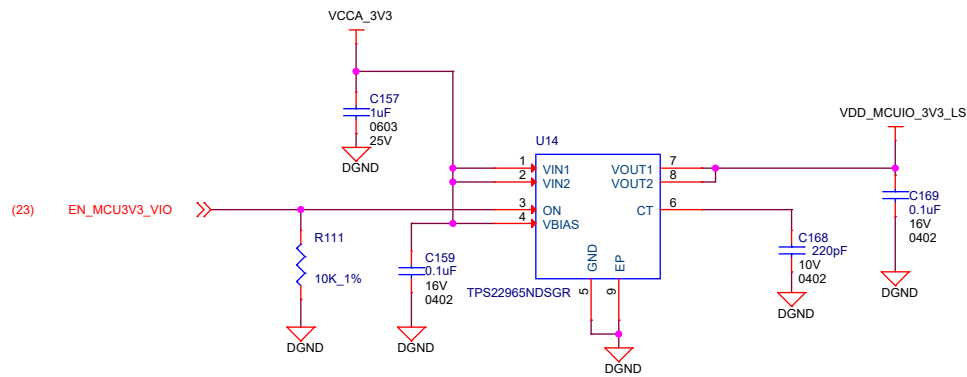 VCCA_3V3
C157
1uF
0603
25V
DGND
VDD_MCUIO_3V3_LS
U14
1 VIN1 VOUT1 7
2 VIN2 VOUT2 8
(23) EN_MCU3V3_VIO
3 ON CT 6
4 VBIAS
C169
0.1uF
16V
0402
R111
10K_1%
C159
0.1uF
16V
0402
C168
220pF
10V
0402
GND EP
TPS22965NDSGR
5 9
DGND
DGND
DGND
DGND
DGND